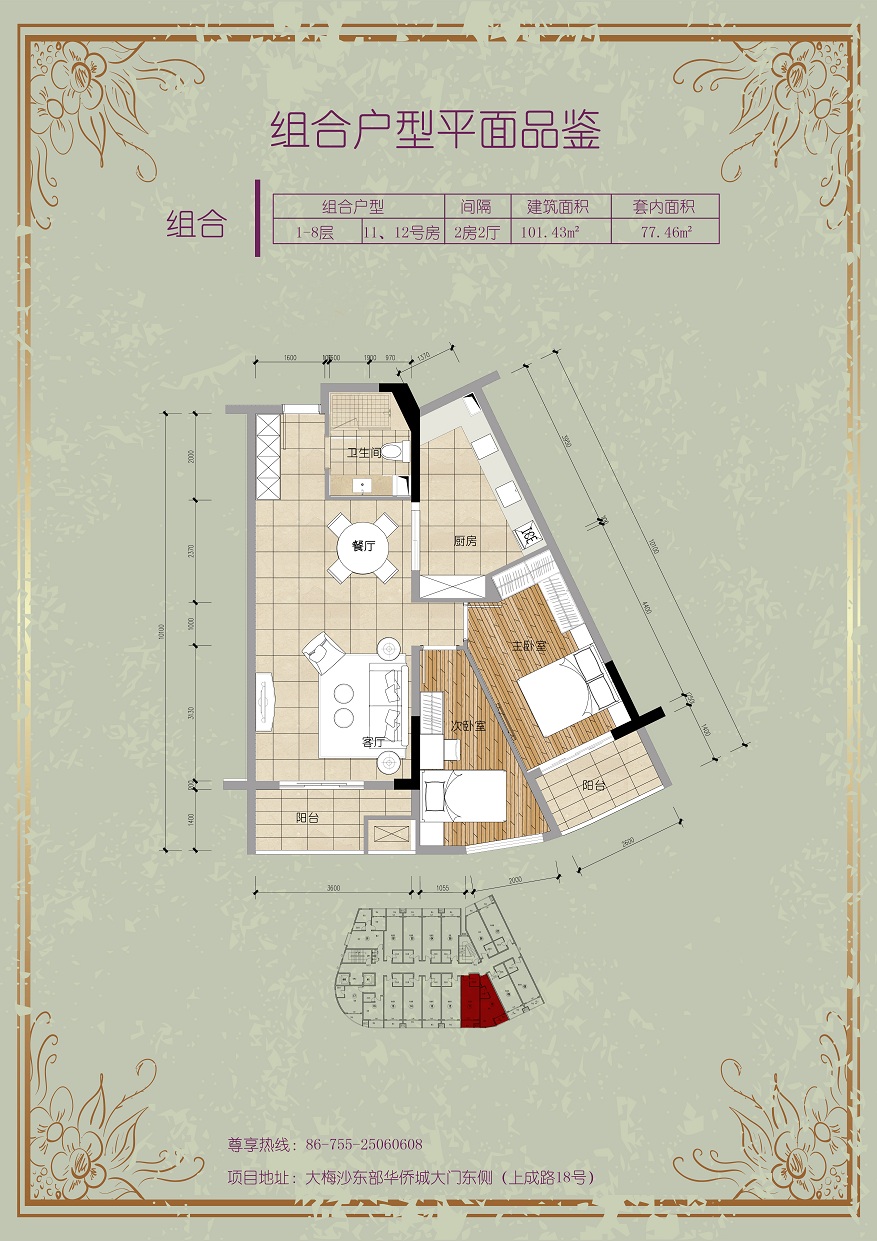 组合户型平面品鉴
组合
组合户型 间隔 建筑面积 套内面积
1-8层 11、12号房 2房2厅 101.43㎡ 77.46㎡
1600 1900 970 1370
卫生间
2000
3950
餐厅
厨房
2370
10100
4400
1000
10100
主卧室
3130
次卧室
客厅
1400
阳台
阳台
1400
2600
3600 1055 2000
尊享热线：86-755-25060608
项目地址：大梅沙东部华侨城大门东侧（上成路18号）